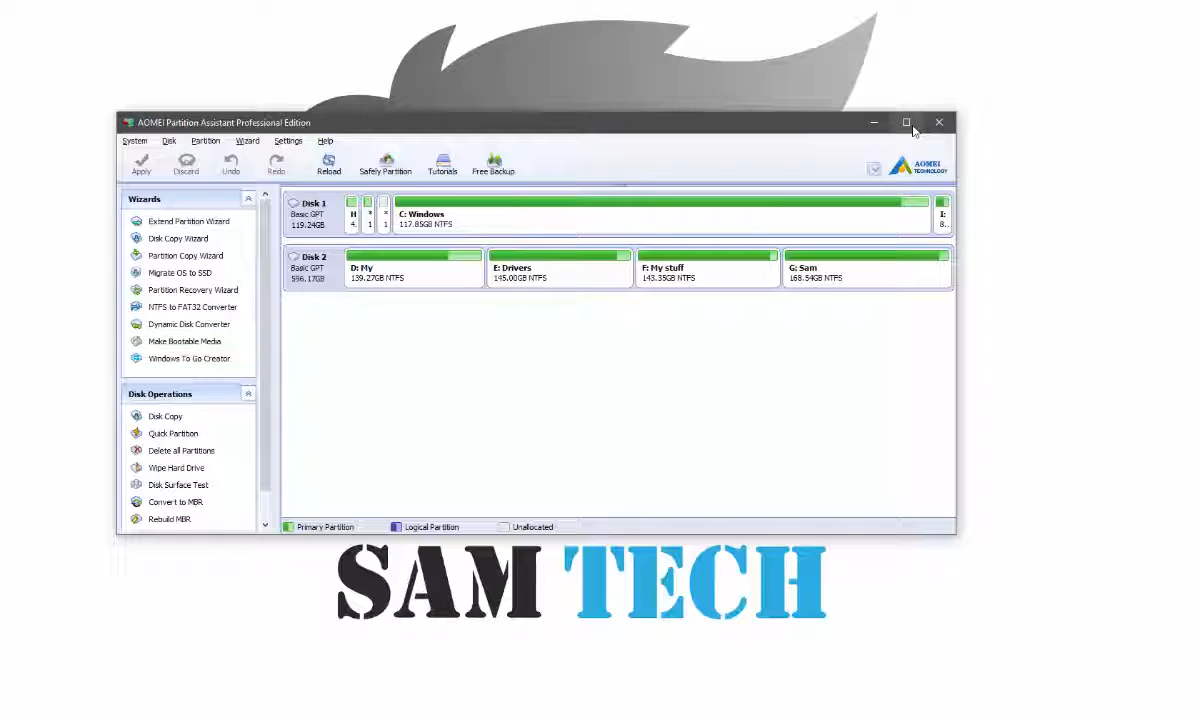 AOMEI Partition Assistant Professional Edition
System Disk Partition Wizard Settings Help
Apply Discard Undo Redo Reload Safely Partition Tutorials Free Backup
AOMEI
TECHNOLOGY
Wizards
Extend Partition Wizard
Disk Copy Wizard
Partition Copy Wizard
Migrate OS to SSD
Partition Recovery Wizard
NTFS to FAT32 Converter
Dynamic Disk Converter
Make Bootable Media
Windows To Go Creator
Disk Operations
Disk Copy
Quick Partition
Delete all Partitions
Wipe Hard Drive
Disk Surface Test
Convert to MBR
Rebuild MBR
Disk 1
Basic GPT
119.24GB
H
4.
*
1
*
1
C: Windows
117.85GB NTFS
I:
8..
Disk 2
Basic GPT
596.17GB
D: My
139.27GB NTFS
E: Drivers
145.00GB NTFS
F: My stuff
143.35GB NTFS
G: Sam
168.54GB NTFS
Primary Partition Logical Partition Unallocated
SAM TECH